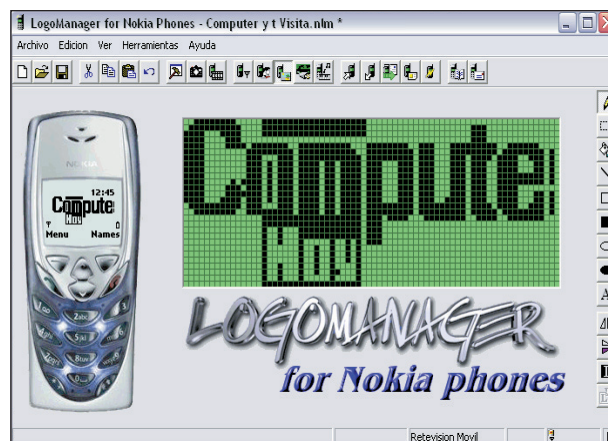 LogoManager for Nokia Phones - Computer y t Visita.nlm *
Archivo Edicion Ver Herramientas Ayuda
Compute
Hoy
NOKIA
12:45
Compute
Hoy
Menu Names
LOGOMANAGER
for Nokia phones
Retevision Movil